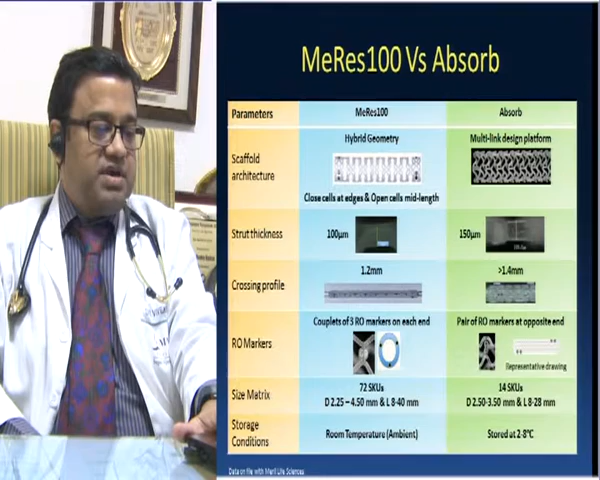 MeRes100 Vs Absorb
Parameters MeRes100 Absorb
Scaffold architecture
Hybrid Geometry
Close cells at edges & Open cells mid-length
Multi-link design platform
Strut thickness 100µm 150µm
Crossing profile 1.2mm >1.4mm
RO Markers
Couplets of 3 RO markers on each end
Pair of RO markers at opposite end
Representative drawing
Size Matrix
72 SKUs
D 2.25 – 4.50 mm & L 8-40 mm
14 SKUs
D 2.50-3.50 mm & L 8-28 mm
Storage Conditions
Room Temperature (Ambient)
Stored at 2-8°C
Data on file with Meril Life Sciences